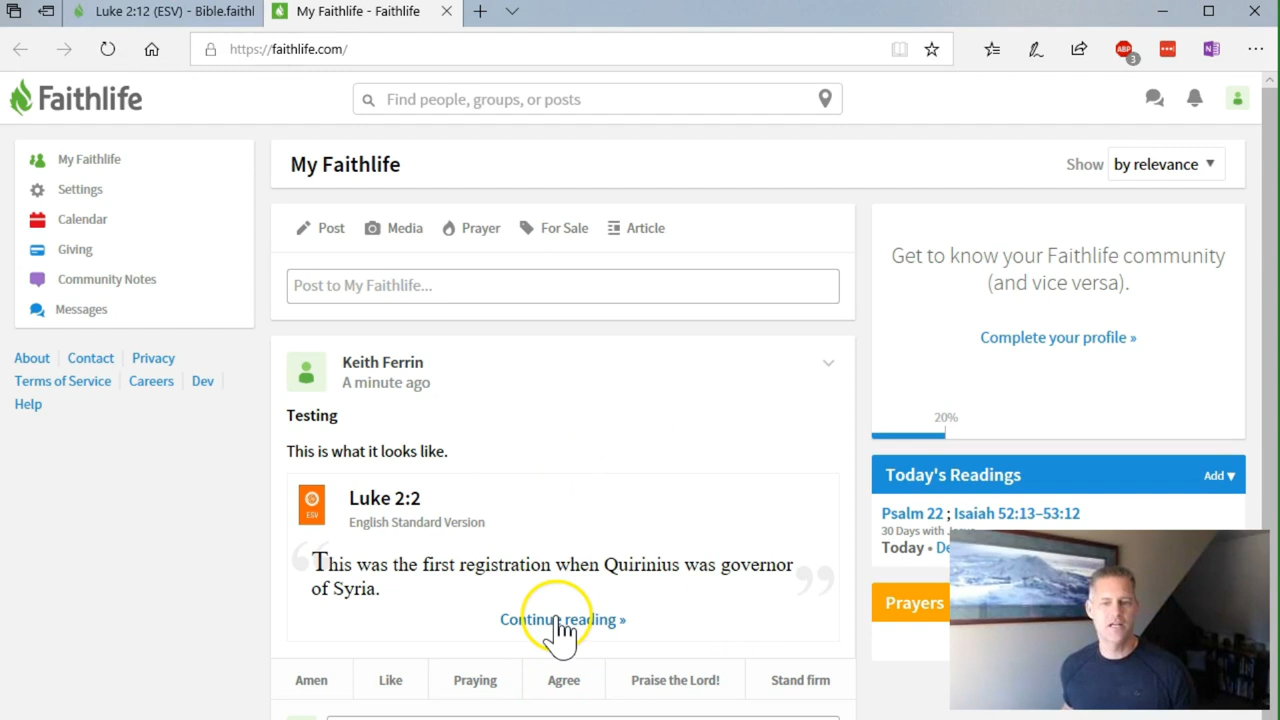 Luke 2:12 (ESV) - Bible.faithl
My Faithlife - Faithlife
https://faithlife.com/
ABP
3
Faithlife
Find people, groups, or posts
My Faithlife
Settings
Calendar
Giving
Community Notes
Messages
About Contact Privacy
Terms of Service Careers Dev
Help
My Faithlife
Show by relevance
Post Media Prayer For Sale Article
Post to My Faithlife...
Keith Ferrin
A minute ago
Testing
This is what it looks like.
ESV
Luke 2:2
English Standard Version
“This was the first registration when Quirinius was governor
of Syria.”
Continue reading »
Amen Like Praying Agree Praise the Lord! Stand firm
Get to know your Faithlife community
(and vice versa).
Complete your profile »
20%
Today's Readings Add ▾
Psalm 22 ; Isaiah 52:13–53:12
30 Days with
Today •
Prayers